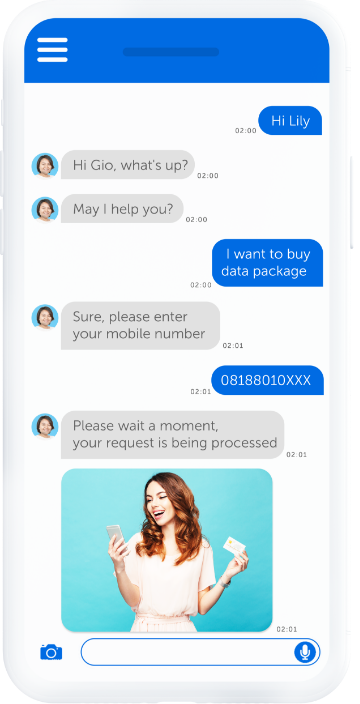 Hi Lily
02:00
Hi Gio, what's up?
02:00
May I help you?
02:00
I want to buy
data package
02:00
Sure, please enter
your mobile number
02:01
08188010XXX
02:01
Please wait a moment,
your request is being processed
02:01
02:01